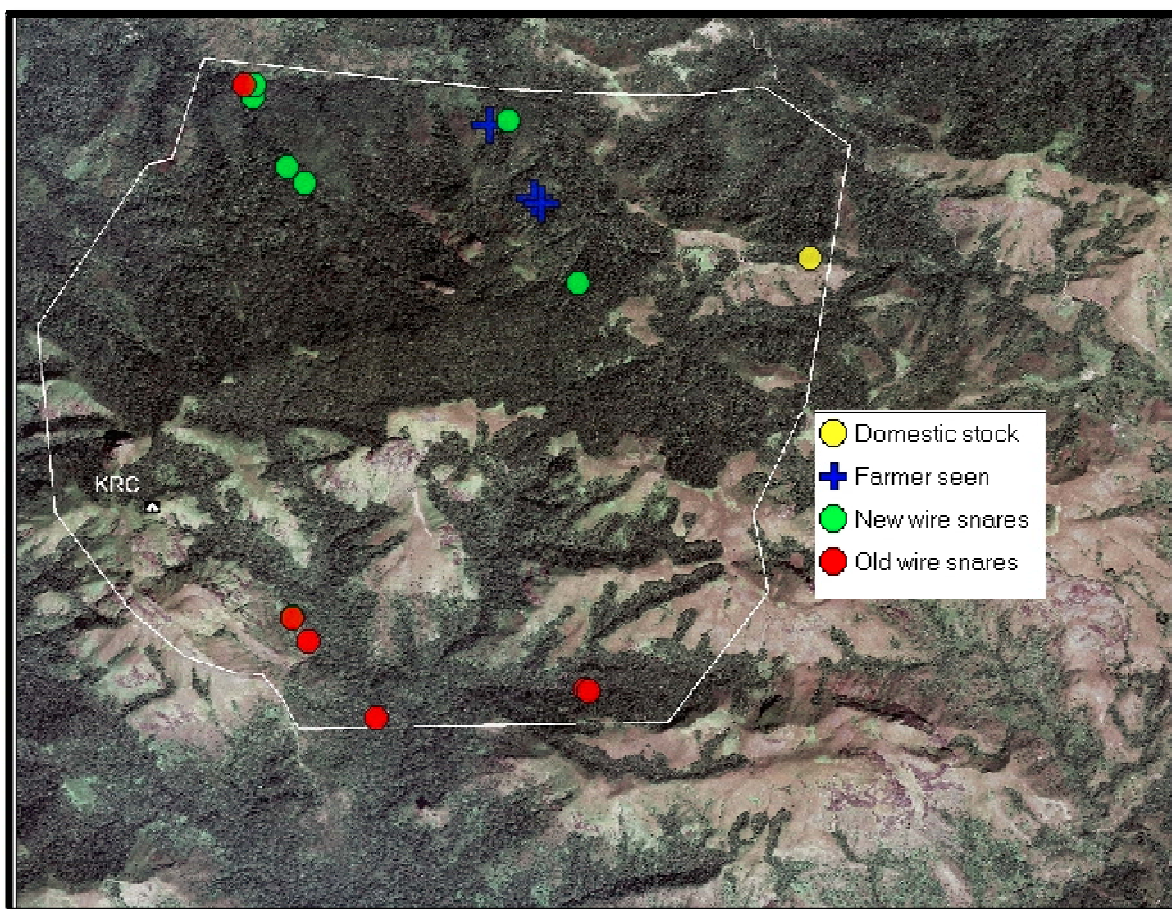 KRC
Domestic stock
Farmer seen
New wire snares
Old wire snares